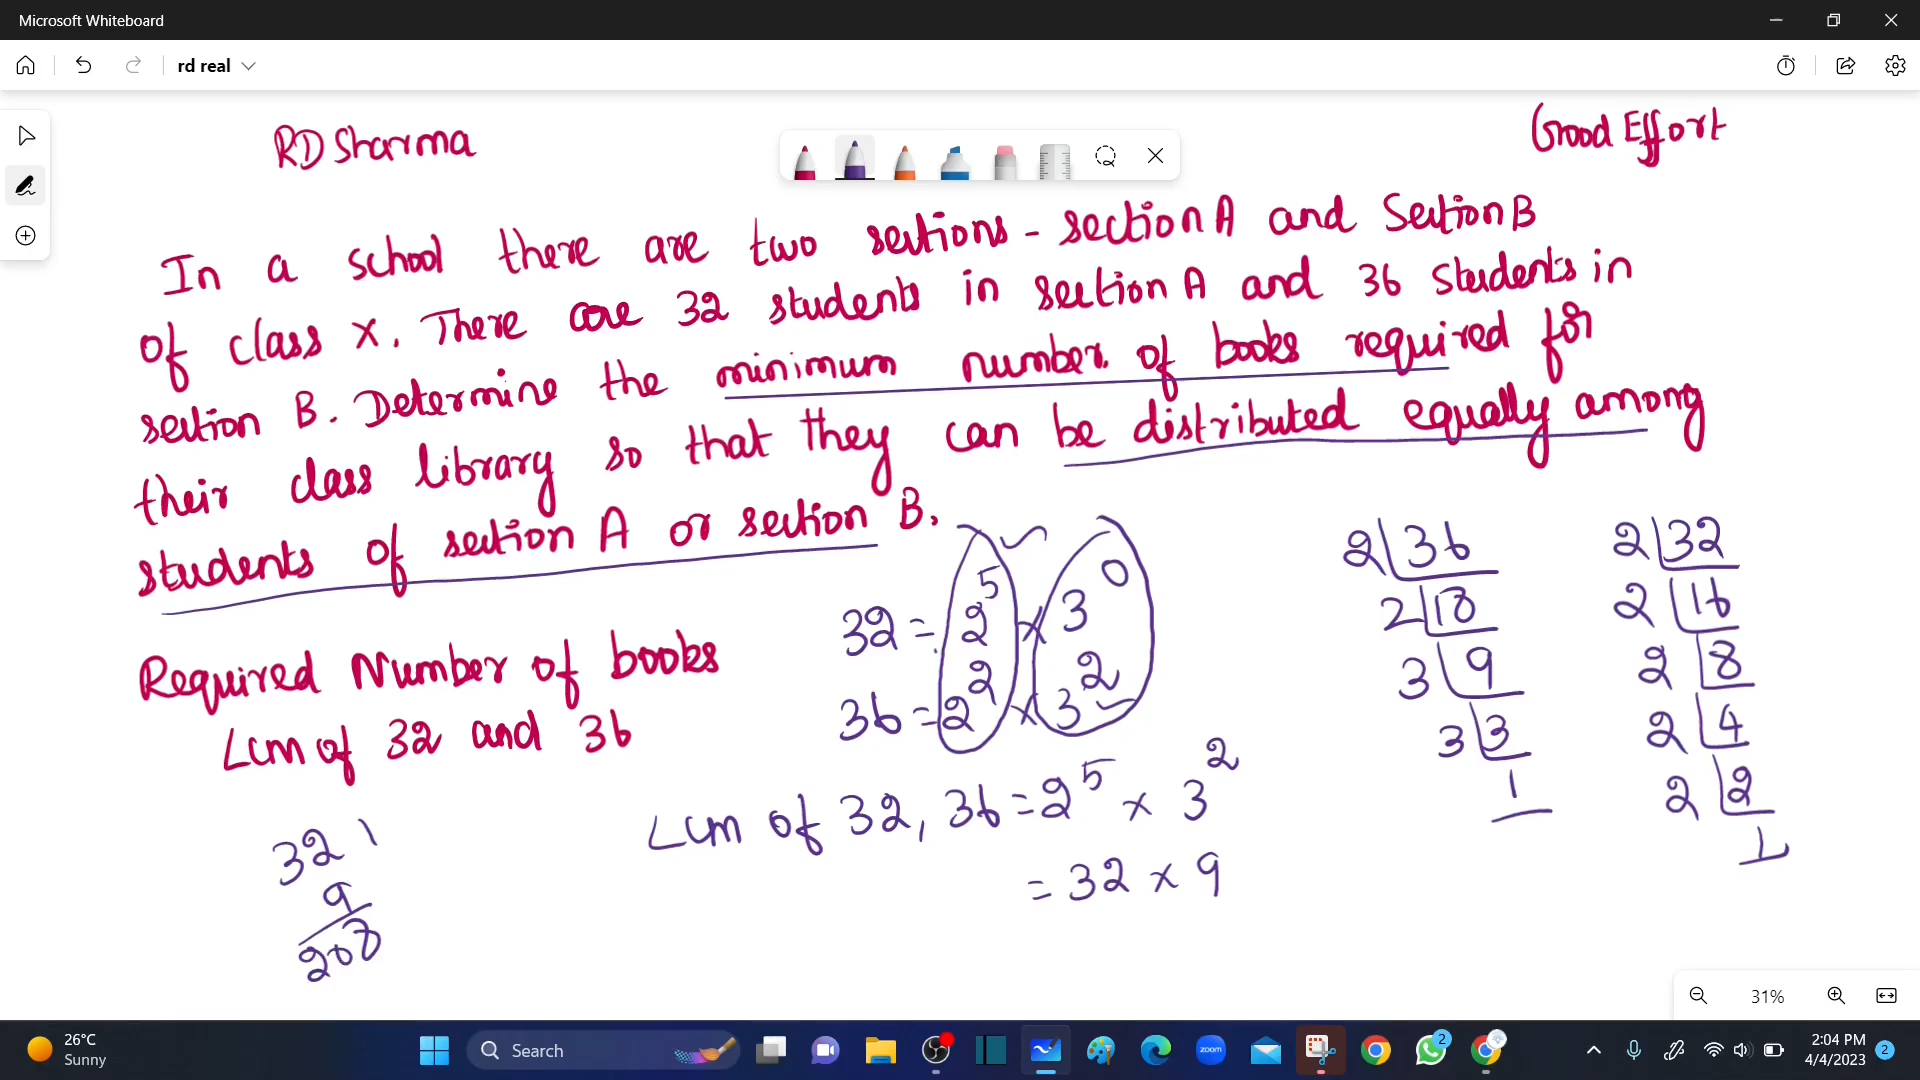 Microsoft Whiteboard
rd real
RD Sharma
Good Effort
In a school there are two sections - section A and Section B
of class X. There are 32 students in section A and 36 students in
section B. Determine the minimum number of books required for
their class library so that they can be distributed equally among
students of section A or section B.
Required Number of books
Lcm of 32 and 36
32 = 2^5 × 3^0
36 = 2^2 × 3^2
Lcm of 32, 36 = 2^5 × 3^2
= 32 × 9
32
9
288
2 | 36
2 | 18
3 | 9
3 | 3
1
2 | 32
2 | 16
2 | 8
2 | 4
2 | 2
1
31%
26°C
Sunny
Search
zoom
2
2:04 PM
4/4/2023
2